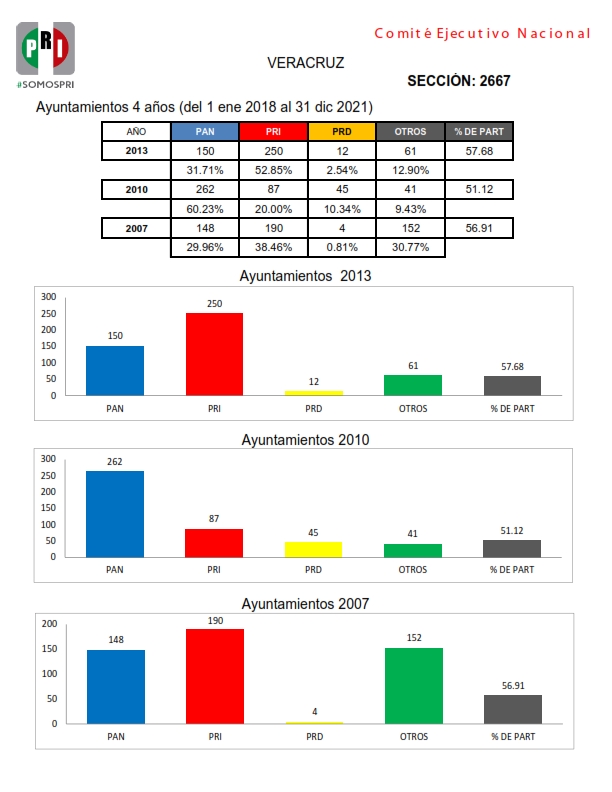 Comité Ejecutivo Nacional
PRI
#SOMOSPRI
VERACRUZ
SECCIÓN: 2667
Ayuntamientos 4 años (del 1 ene 2018 al 31 dic 2021)
AÑO PAN PRI PRD OTROS % DE PART
2013 150 250 12 61 57.68
31.71% 52.85% 2.54% 12.90%
2010 262 87 45 41 51.12
60.23% 20.00% 10.34% 9.43%
2007 148 190 4 152 56.91
29.96% 38.46% 0.81% 30.77%
Ayuntamientos 2013
300
250
200
150
100
50
0
150 250 12 61 57.68
PAN PRI PRD OTROS % DE PART
Ayuntamientos 2010
300
250
200
150
100
50
0
262 87 45 41 51.12
PAN PRI PRD OTROS % DE PART
Ayuntamientos 2007
200
150
100
50
0
148 190 4 152 56.91
PAN PRI PRD OTROS % DE PART